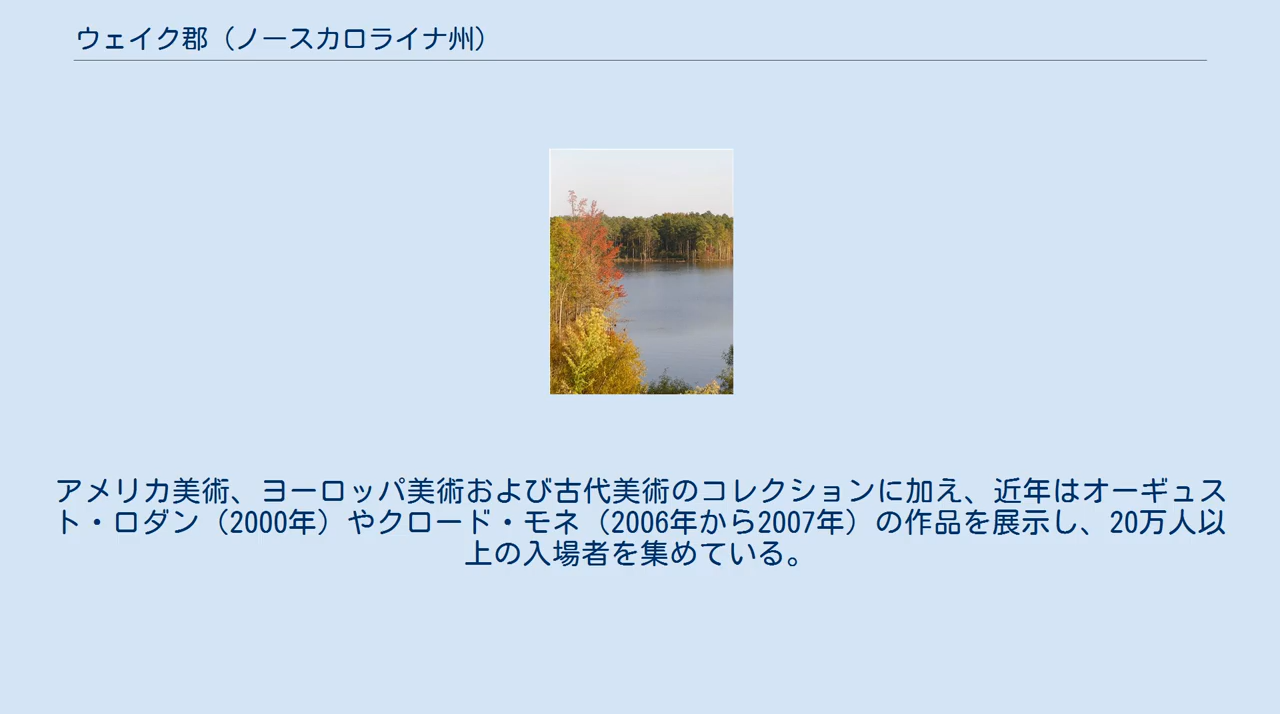 ウェイク郡（ノースカロライナ州）
アメリカ美術、ヨーロッパ美術および古代美術のコレクションに加え、近年はオーギュス
ト・ロダン（2000年）やクロード・モネ（2006年から2007年）の作品を展示し、20万人以
上の入場者を集めている。